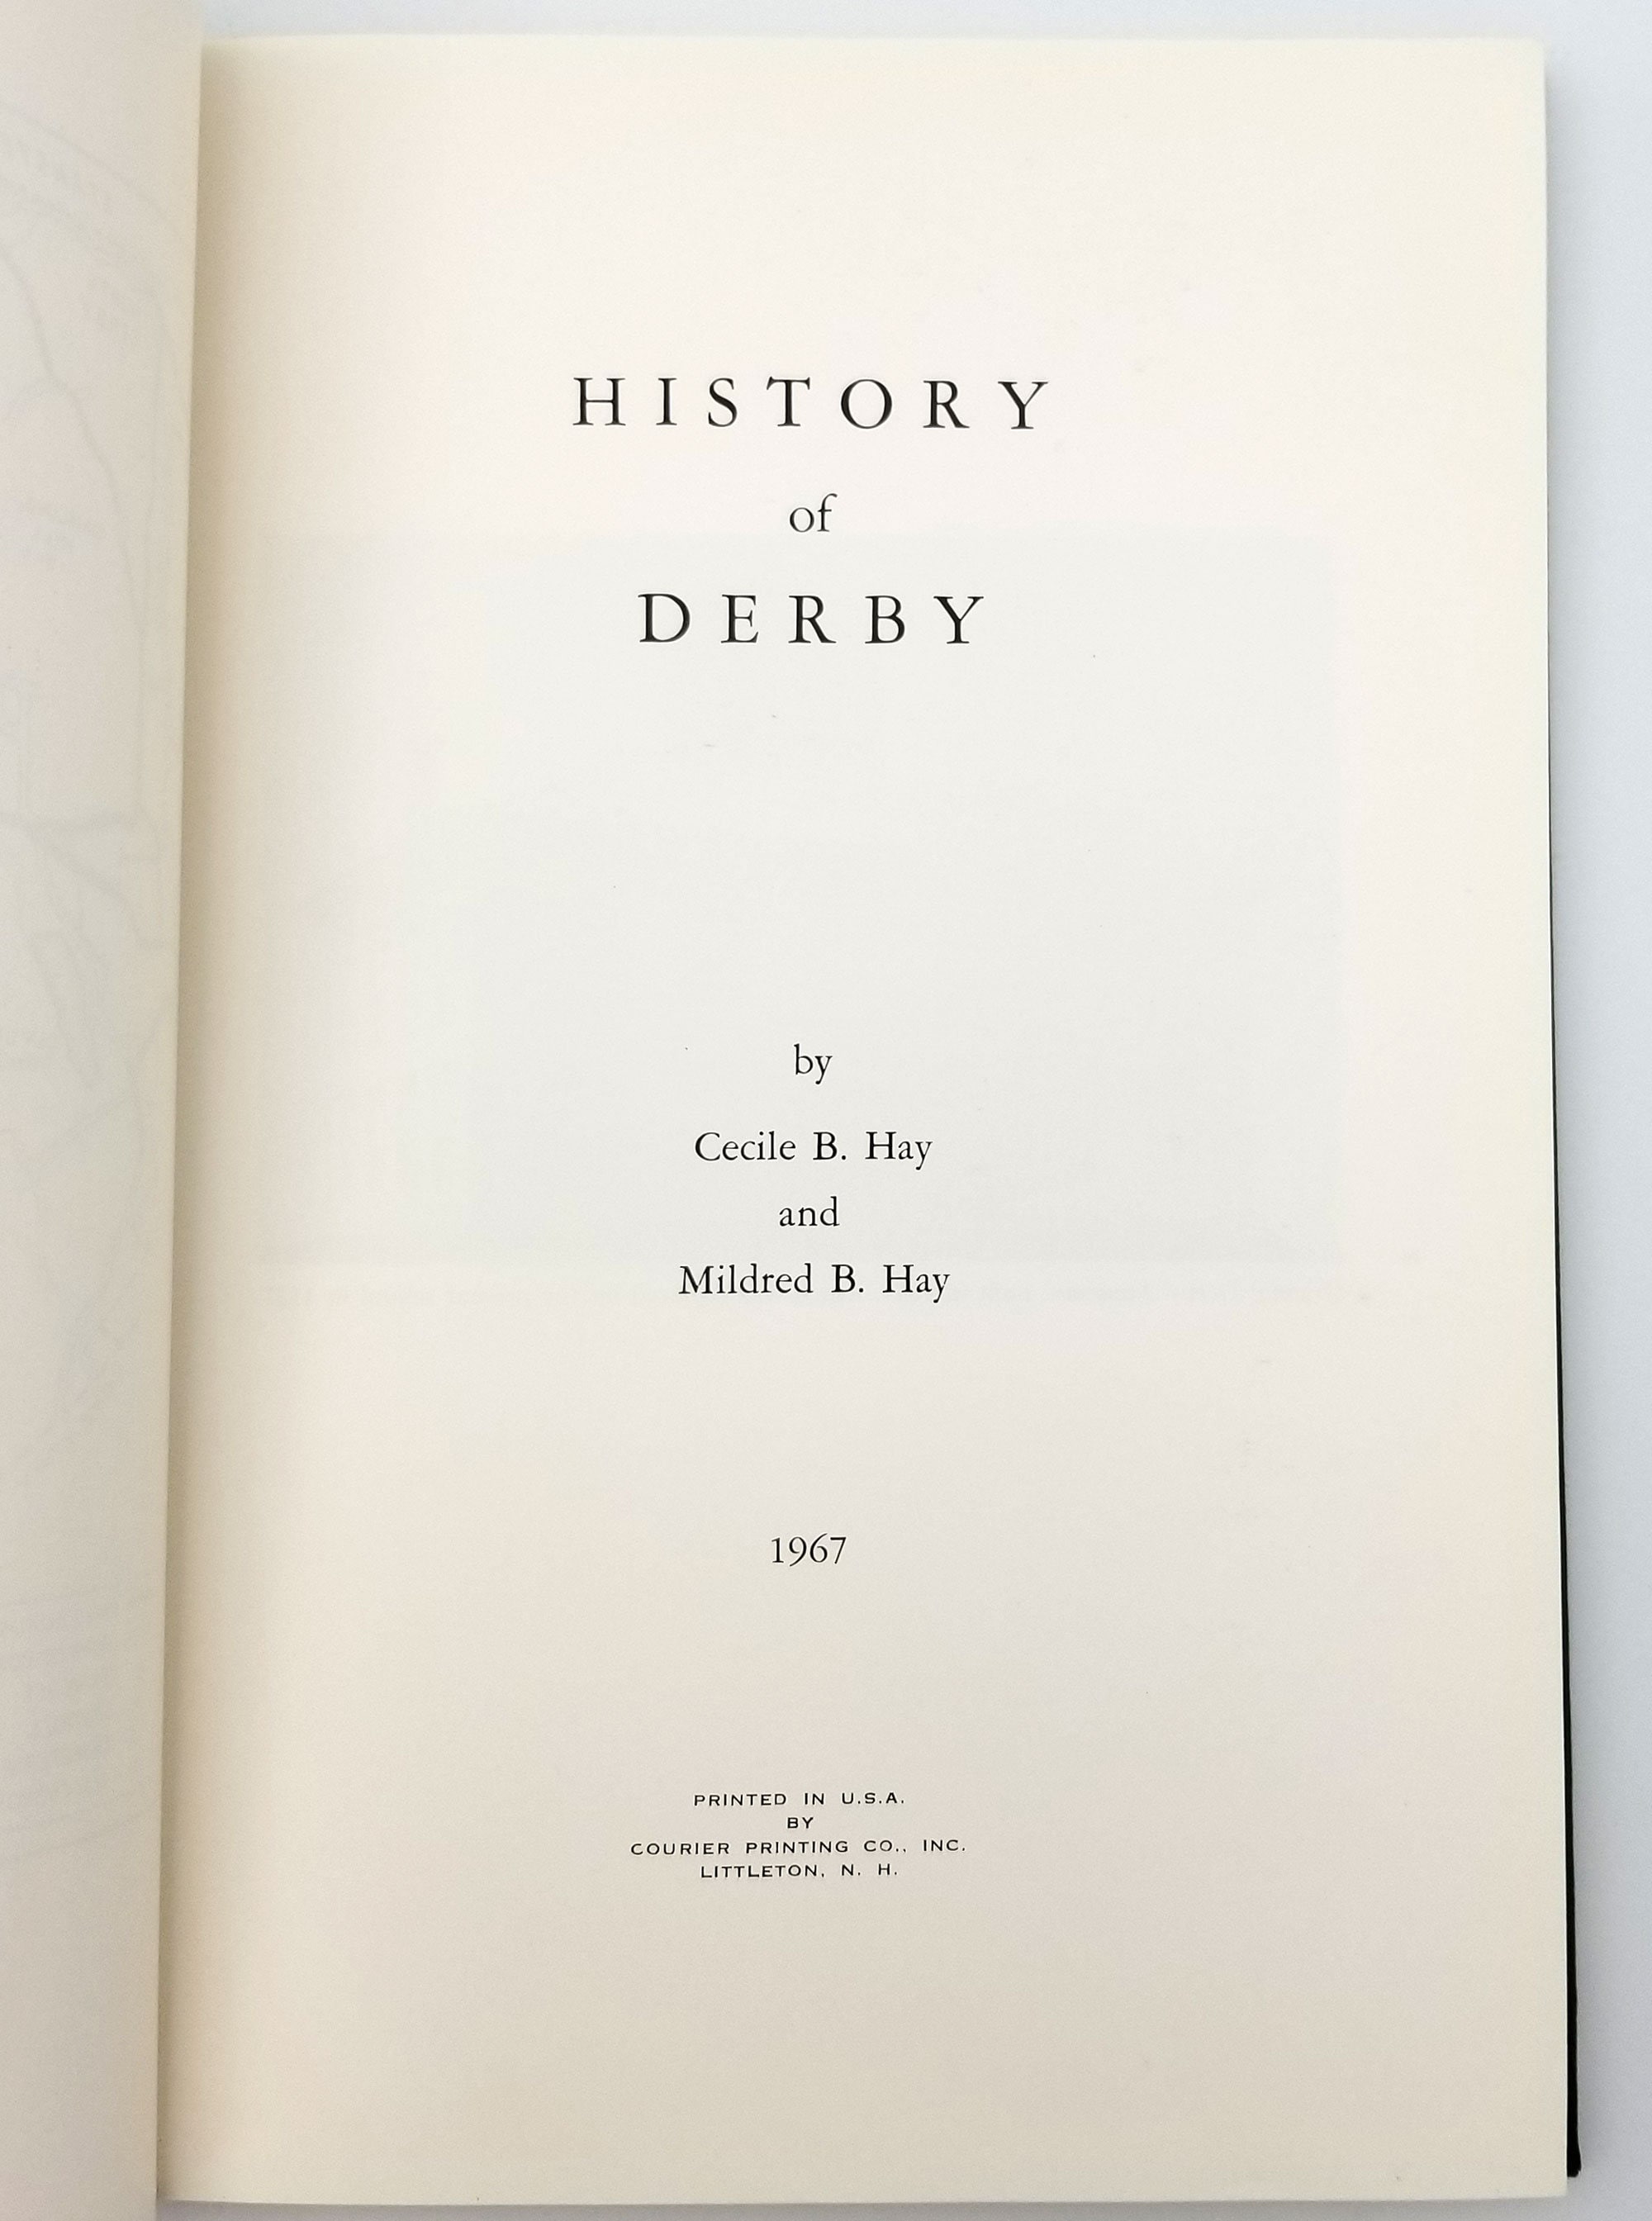 HISTORY
of
DERBY
by
Cecile B. Hay
and
Mildred B. Hay
1967
PRINTED IN U.S.A.
BY
COURIER PRINTING CO., INC.
LITTLETON, N. H.